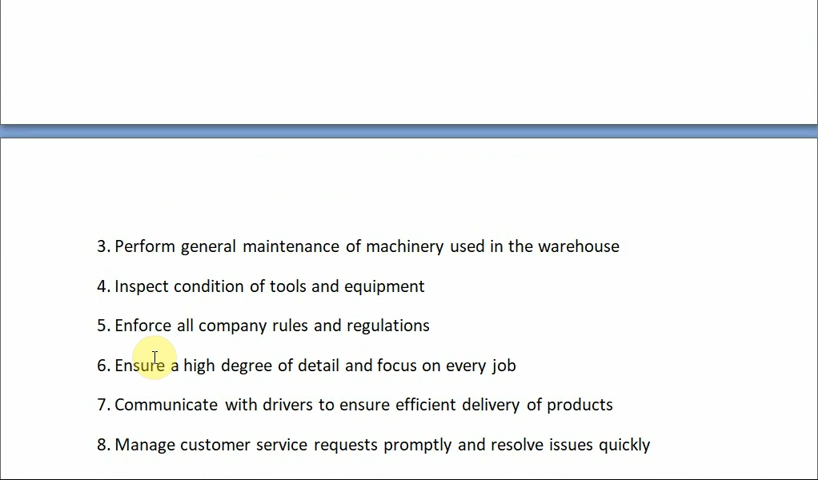 3. Perform general maintenance of machinery used in the warehouse
4. Inspect condition of tools and equipment
5. Enforce all company rules and regulations
6. Ensure a high degree of detail and focus on every job
7. Communicate with drivers to ensure efficient delivery of products
8. Manage customer service requests promptly and resolve issues quickly